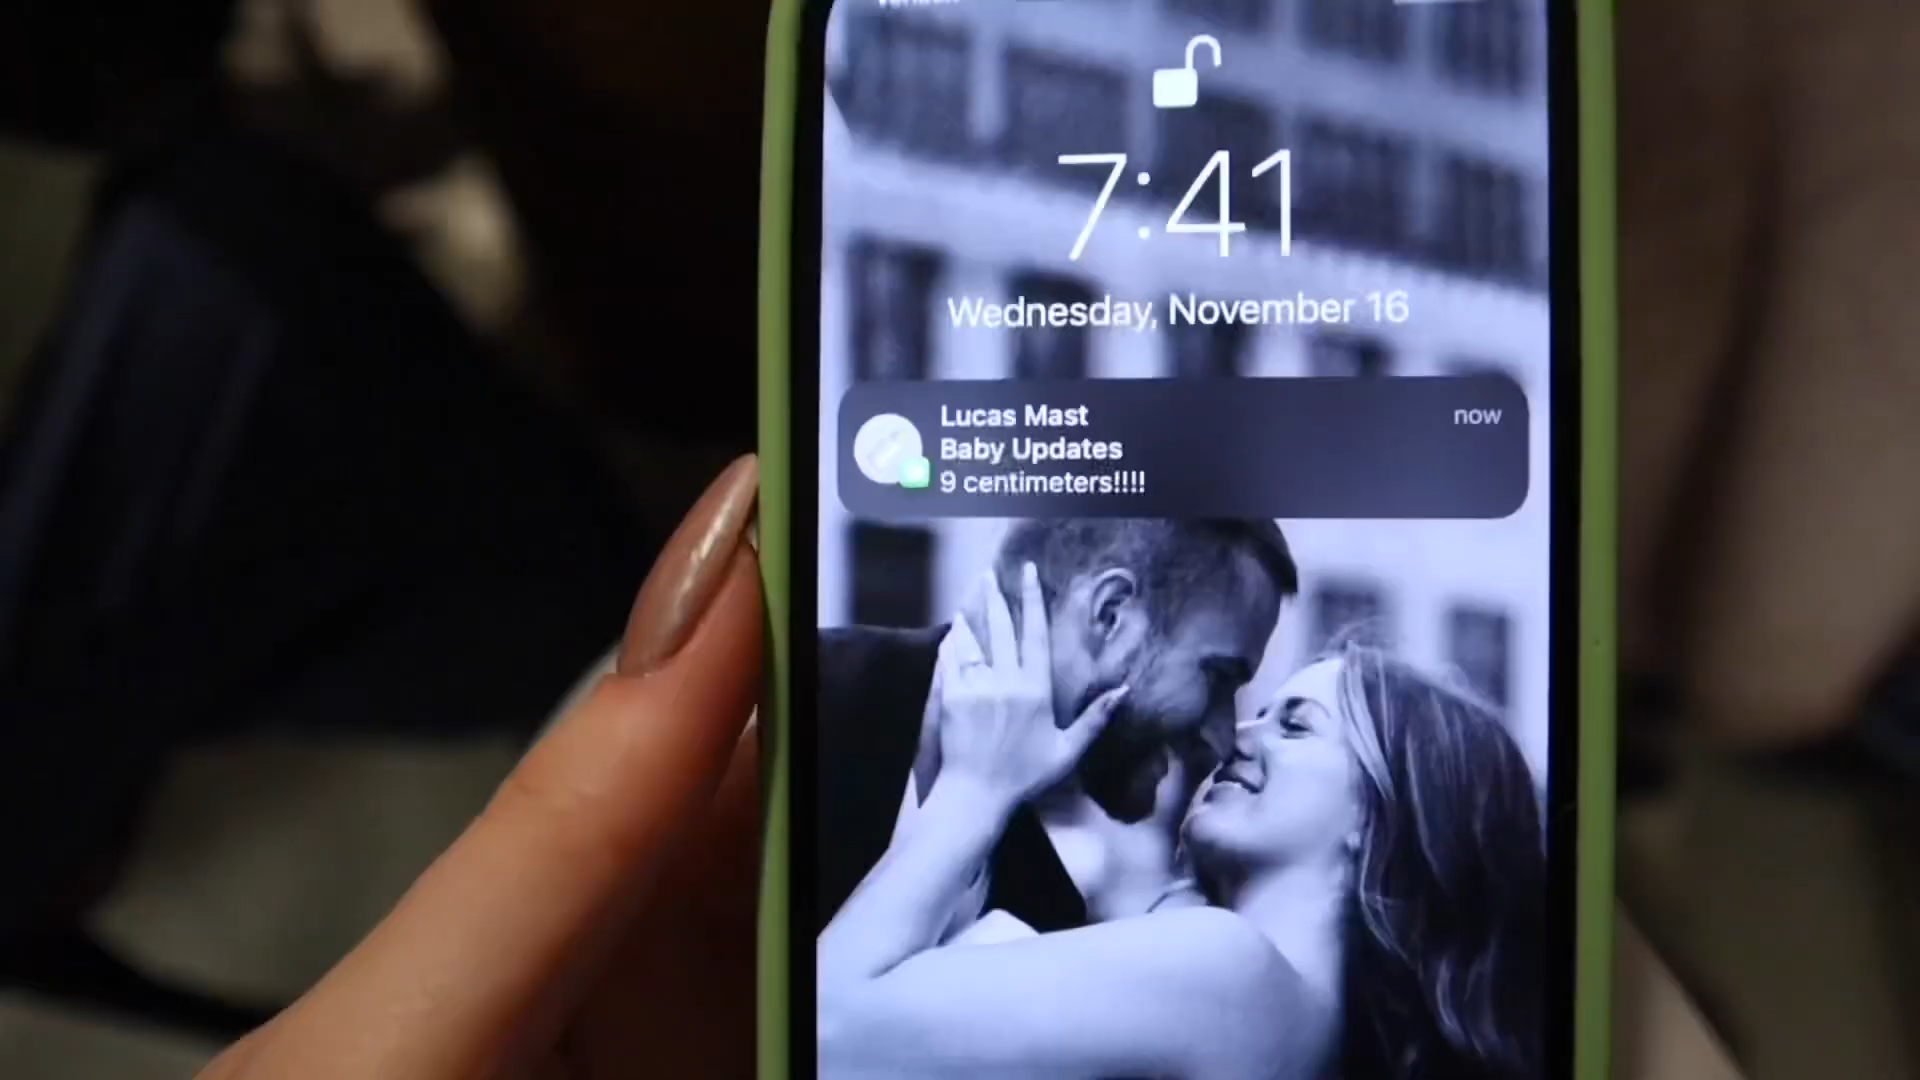 7:41
Wednesday, November 16
Lucas Mast
now
Baby Updates
9 centimeters!!!!